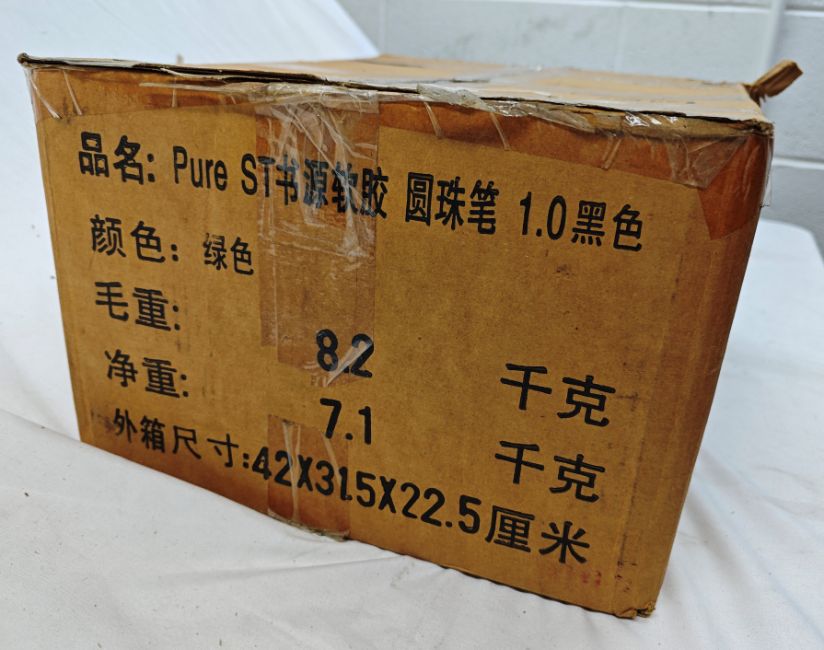 品名: Pure ST书源软胶 圆珠笔 1.0黑色
颜色: 绿色
毛重: 8.2 千克
净重: 7.1 千克
外箱尺寸:42X31.5X22.5厘米